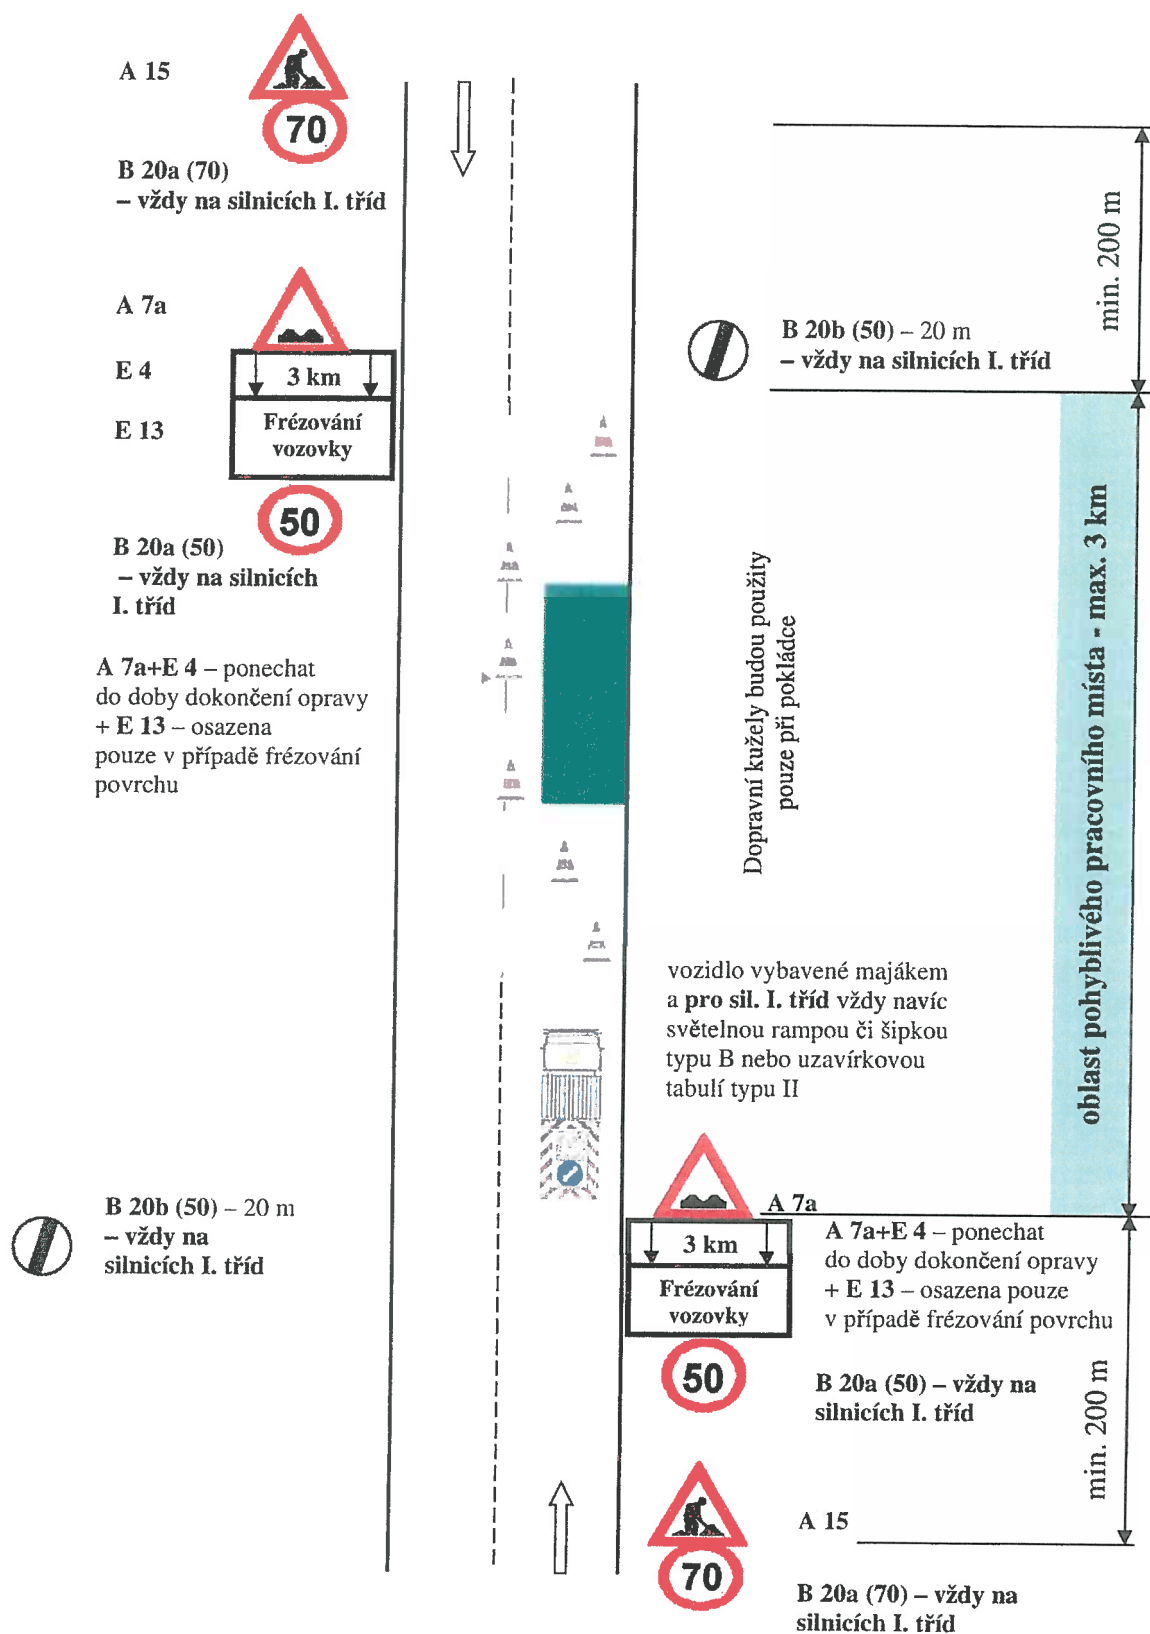 A 15
70
B 20a (70)
– vždy na silnicích I. tříd
A 7a
E 4
3 km
E 13
Frézování
vozovky
50
B 20a (50)
– vždy na silnicích
I. tříd
A 7a+E 4 – ponechat
do doby dokončení opravy
+ E 13 – osazena
pouze v případě frézování
povrchu
min. 200 m
B 20b (50) – 20 m
– vždy na silnicích I. tříd
Dopravní kužely budou použity
pouze při pokládce
oblast pohyblivého pracovního místa - max. 3 km
vozidlo vybavené majákem
a pro sil. I. tříd vždy navíc
světelnou rampou či šipkou
typu B nebo uzavírkovou
tabulí typu II
B 20b (50) – 20 m
– vždy na
silnicích I. tříd
A 7a
3 km
Frézování
vozovky
50
A 7a+E 4 – ponechat
do doby dokončení opravy
+ E 13 – osazena pouze
v případě frézování povrchu
B 20a (50) – vždy na
silnicích I. tříd
min. 200 m
A 15
70
B 20a (70) – vždy na
silnicích I. tříd